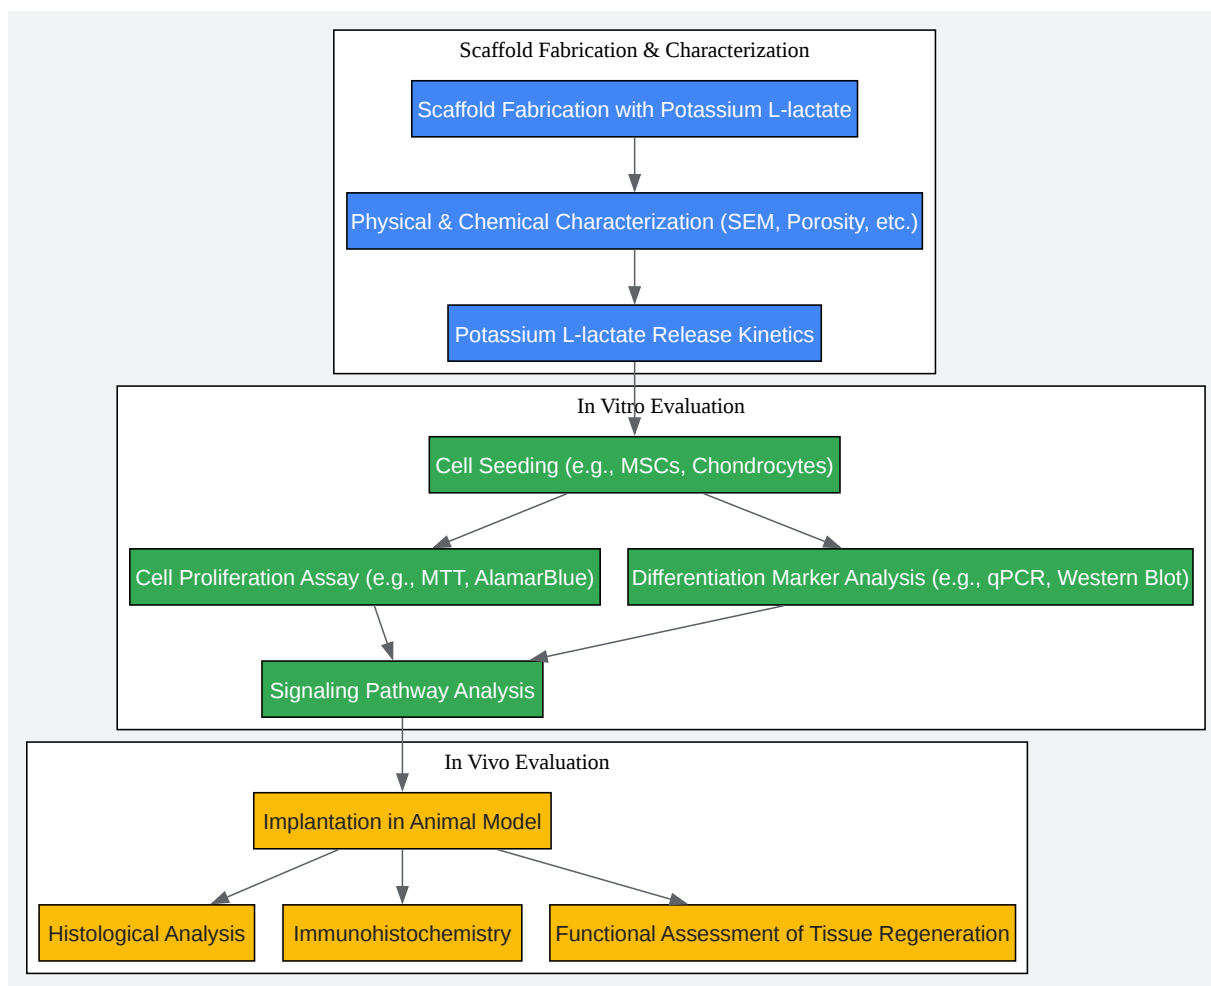 Scaffold Fabrication & Characterization
Scaffold Fabrication with Potassium L-lactate
Physical & Chemical Characterization (SEM, Porosity, etc.)
Potassium L-lactate Release Kinetics
In Vitro Evaluation
Cell Seeding (e.g., MSCs, Chondrocytes)
Cell Proliferation Assay (e.g., MTT, AlamarBlue)
Differentiation Marker Analysis (e.g., qPCR, Western Blot)
Signaling Pathway Analysis
In Vivo Evaluation
Implantation in Animal Model
Histological Analysis
Immunohistochemistry
Functional Assessment of Tissue Regeneration